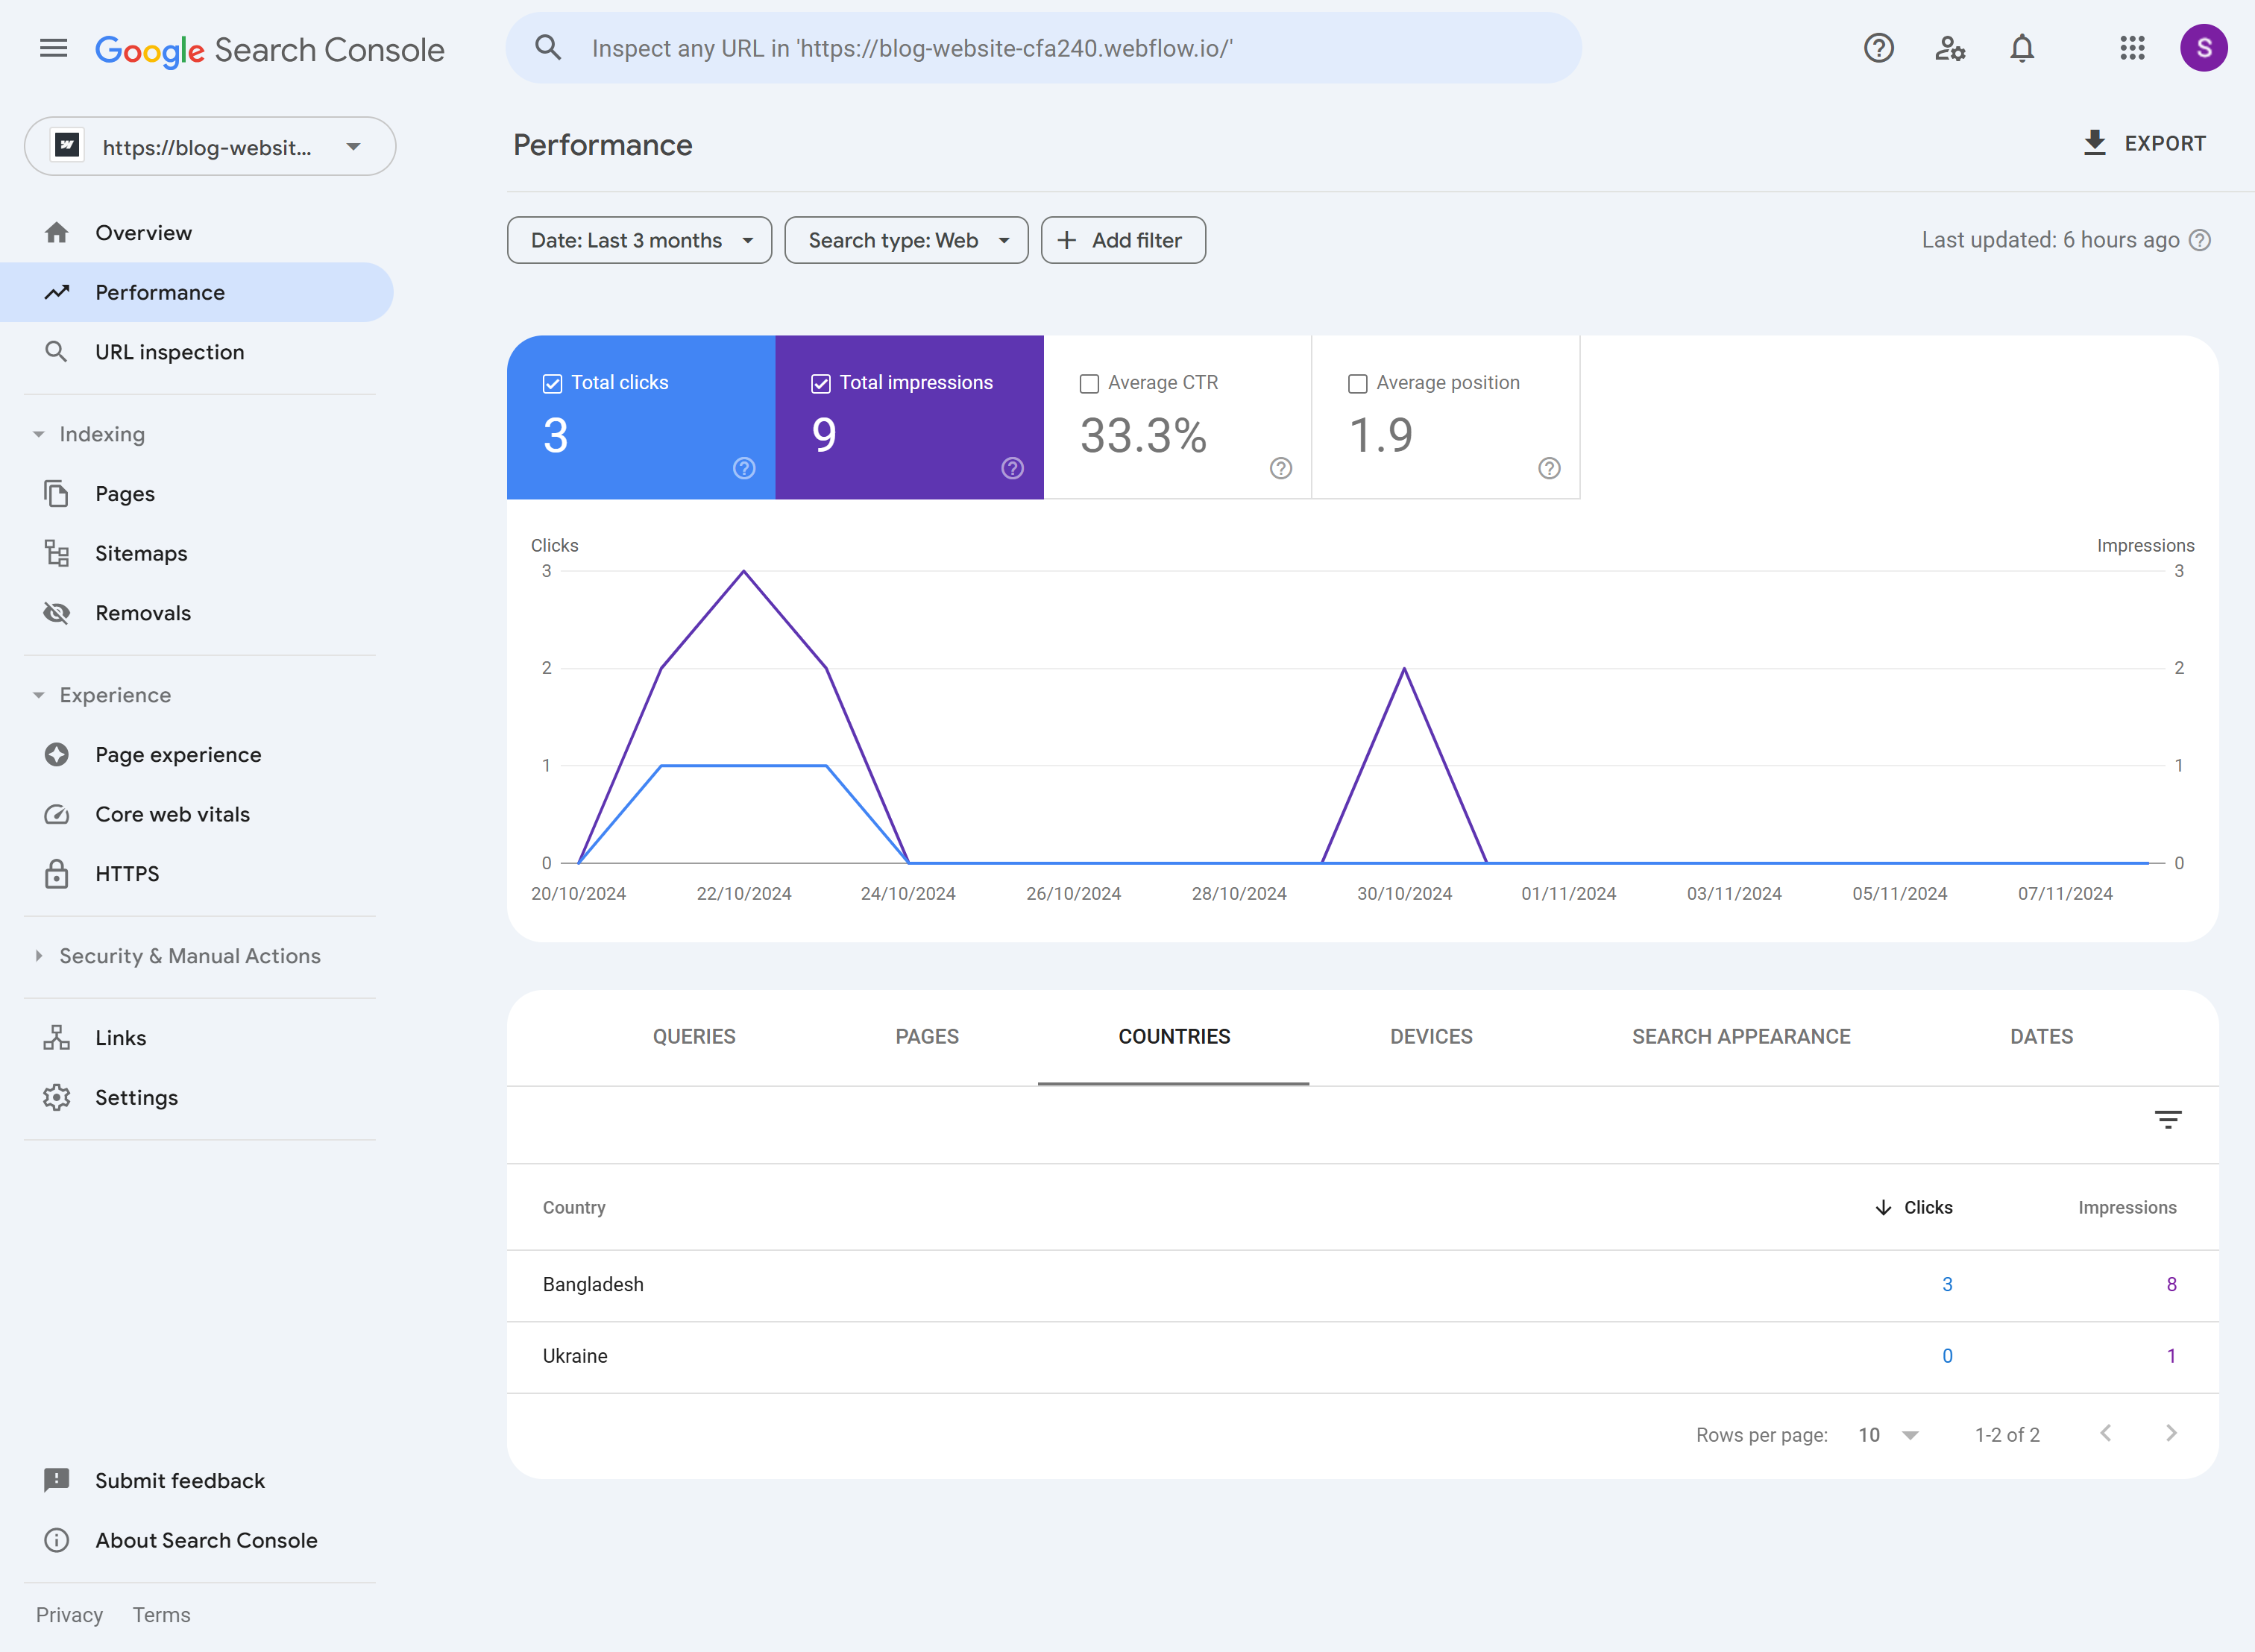 Google Search Console
Inspect any URL in 'https://blog-website-cfa240.webflow.io/'
S
https://blog-websit...
Overview
Performance
URL inspection
Indexing
Pages
Sitemaps
Removals
Experience
Page experience
Core web vitals
HTTPS
Security & Manual Actions
Links
Settings
Submit feedback
About Search Console
Privacy Terms
Performance
EXPORT
Date: Last 3 months
Search type: Web
Add filter
Last updated: 6 hours ago
Total clicks
3
Total impressions
9
Average CTR
33.3%
Average position
1.9
Clicks
Impressions
3 3
2 2
1 1
0 0
20/10/2024 22/10/2024 24/10/2024 26/10/2024 28/10/2024 30/10/2024 01/11/2024 03/11/2024 05/11/2024 07/11/2024
QUERIES PAGES COUNTRIES DEVICES SEARCH APPEARANCE DATES
Country Clicks Impressions
Bangladesh 3 8
Ukraine 0 1
Rows per page: 10 1-2 of 2